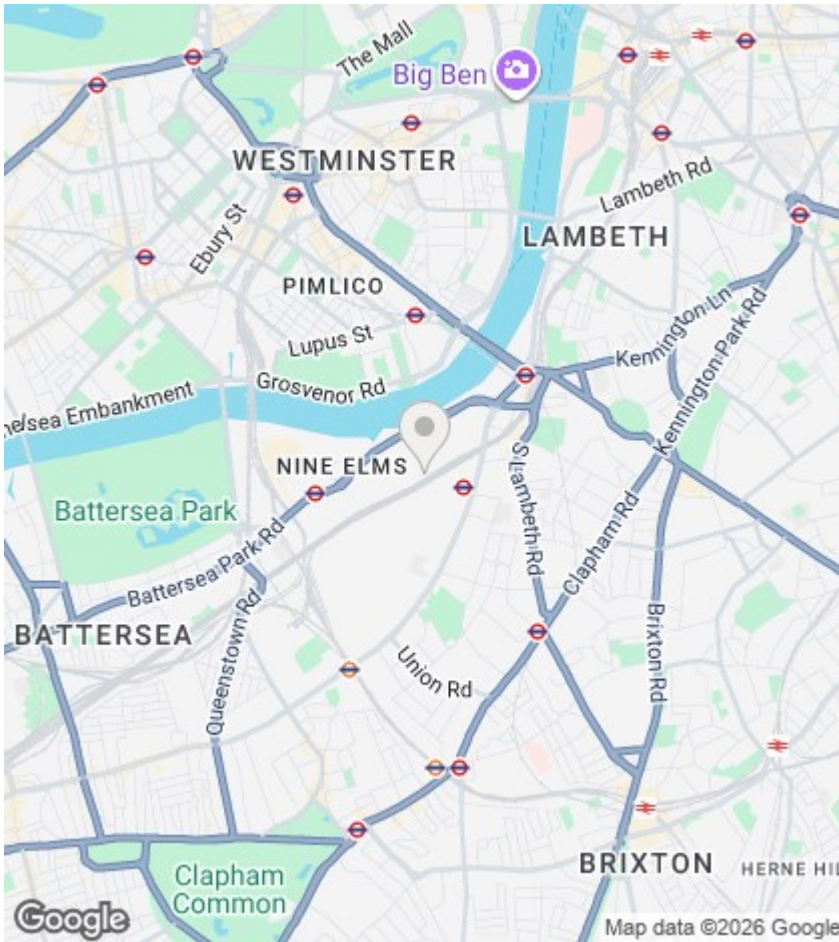 The Mall
Big Ben
WESTMINSTER
Lambeth Rd
LAMBETH
Ebury St
PIMLICO
Lupus St
Kennington Ln
Grosvenor Rd
Kennington Park Rd
lsea Embankment
NINE ELMS
S Lambeth Rd
Battersea Park
Clapham Rd
Battersea Park Rd
BATTERSEA
Queenstown Rd
Brixton Rd
Union Rd
BRIXTON
HERNE HIL
Clapham
Common
Google
Map data ©2026 Google